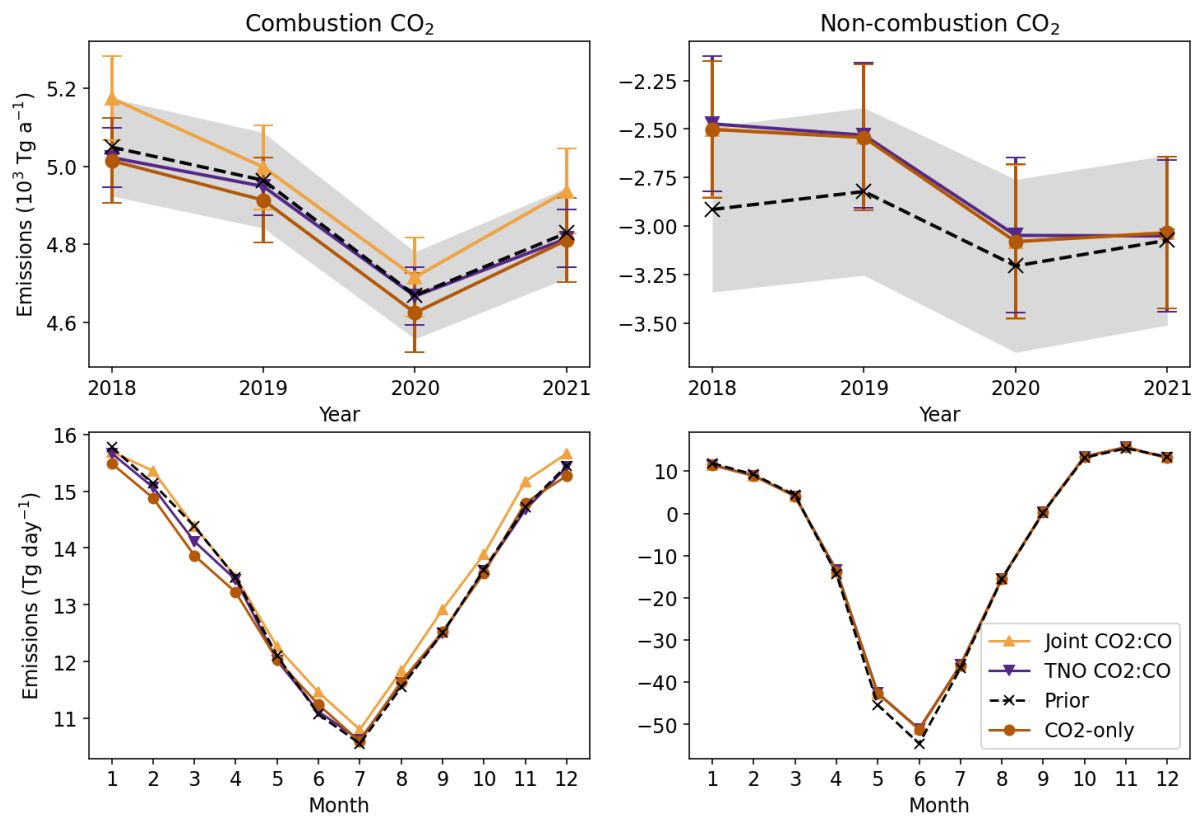 Combustion CO₂
Non-combustion CO₂
Emissions (10³ Tg a⁻¹)
5.2
5.0
4.8
4.6
2018 2019 2020 2021
Year
−2.25
−2.50
−2.75
−3.00
−3.25
−3.50
2018 2019 2020 2021
Year
Emissions (Tg day⁻¹)
16
15
14
13
12
11
1 2 3 4 5 6 7 8 9 10 11 12
Month
10
0
−10
−20
−30
−40
−50
Joint CO2:CO
TNO CO2:CO
Prior
CO2-only
1 2 3 4 5 6 7 8 9 10 11 12
Month